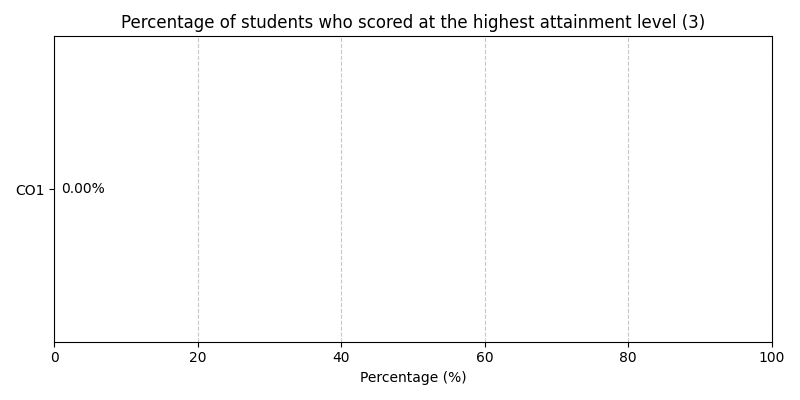 Percentage of students who scored at the highest attainment level (3)
CO1
0.00%
0 20 40 60 80 100
Percentage (%)